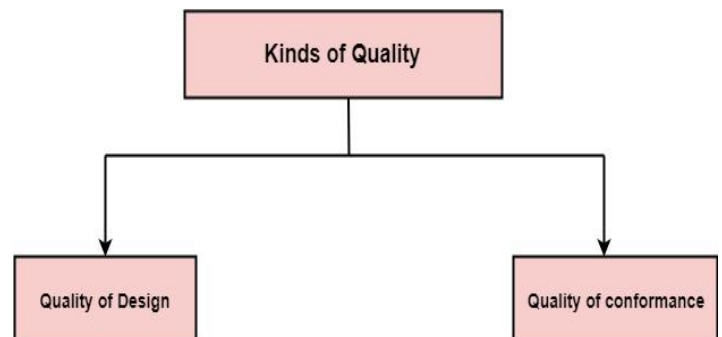 Kinds of Quality
Quality of Design
Quality of conformance